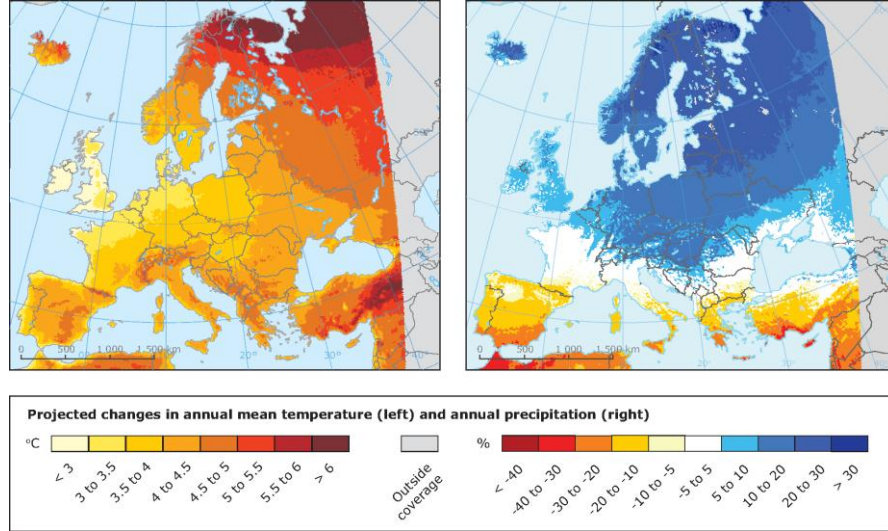 0 500 1 000 1 500 km
0° 20° 30° 40°
0 500 1 000 1 500 km
20° 30°
Projected changes in annual mean temperature (left) and annual precipitation (right)
°C
< 3
3 to 3.5
3.5 to 4
4 to 4.5
4.5 to 5
5 to 5.5
5.5 to 6
> 6
Outside
coverage
%
< -40
-40 to -30
-30 to -20
-20 to -10
-10 to -5
-5 to 5
5 to 10
10 to 20
20 to 30
> 30